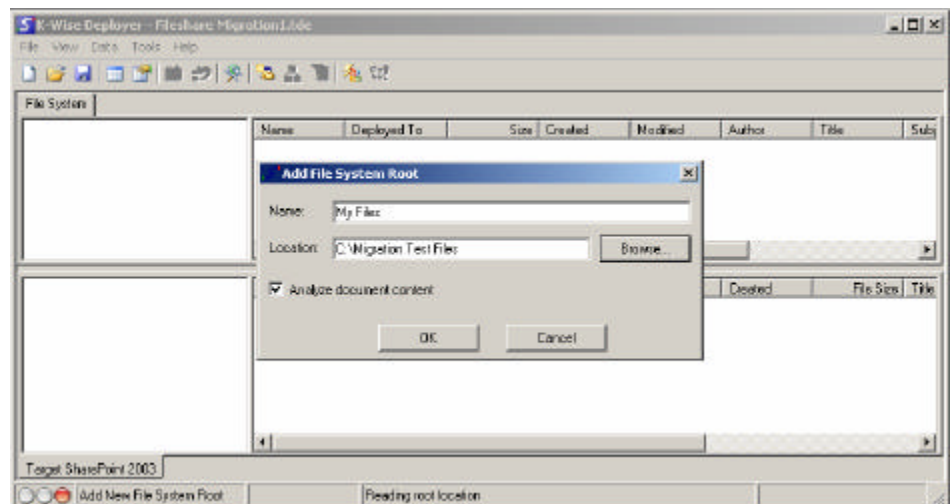 K-Wise Deployer - Fileshare Migration1.tdc
File View Data Tools Help
File System
Name Deployed To Size Created Modified Author Title Subj
Add File System Root
Name: My Files
Location: C:\Migration Test Files Browse...
Analyze document content
OK Cancel
Created File Size Title
Target SharePoint 2003
Add New File System Root Reading root location